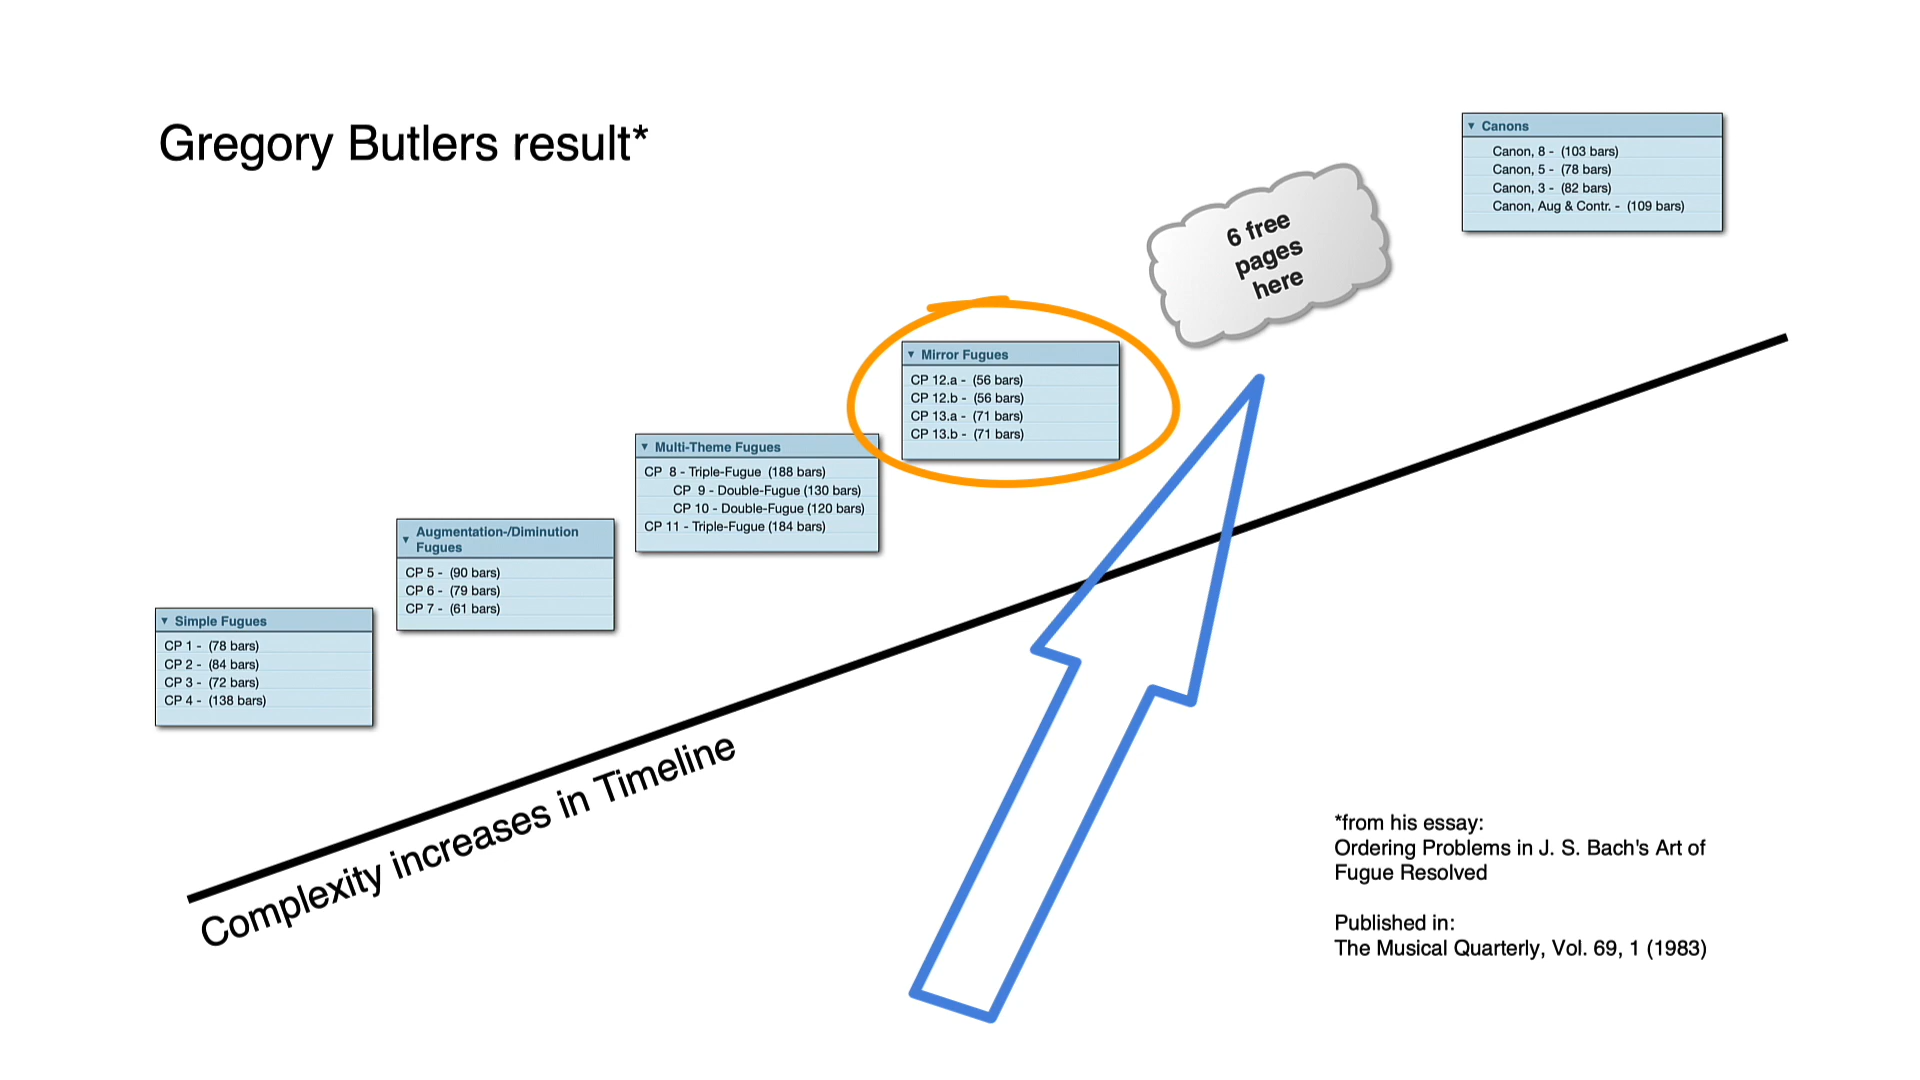 Gregory Butlers result*
Canons
Canon, 8 - (103 bars)
Canon, 5 - (78 bars)
Canon, 3 - (82 bars)
Canon, Aug & Contr. - (109 bars)
6 free
pages
here
Mirror Fugues
CP 12.a - (56 bars)
CP 12.b - (56 bars)
CP 13.a - (71 bars)
CP 13.b - (71 bars)
Multi-Theme Fugues
CP 8 - Triple-Fugue (188 bars)
CP 9 - Double-Fugue (130 bars)
CP 10 - Double-Fugue (120 bars)
CP 11 - Triple-Fugue (184 bars)
Augmentation-/Diminution
Fugues
CP 5 - (90 bars)
CP 6 - (79 bars)
CP 7 - (61 bars)
Simple Fugues
CP 1 - (78 bars)
CP 2 - (84 bars)
CP 3 - (72 bars)
CP 4 - (138 bars)
Complexity increases in Timeline
*from his essay:
Ordering Problems in J. S. Bach's Art of
Fugue Resolved
Published in:
The Musical Quarterly, Vol. 69, 1 (1983)